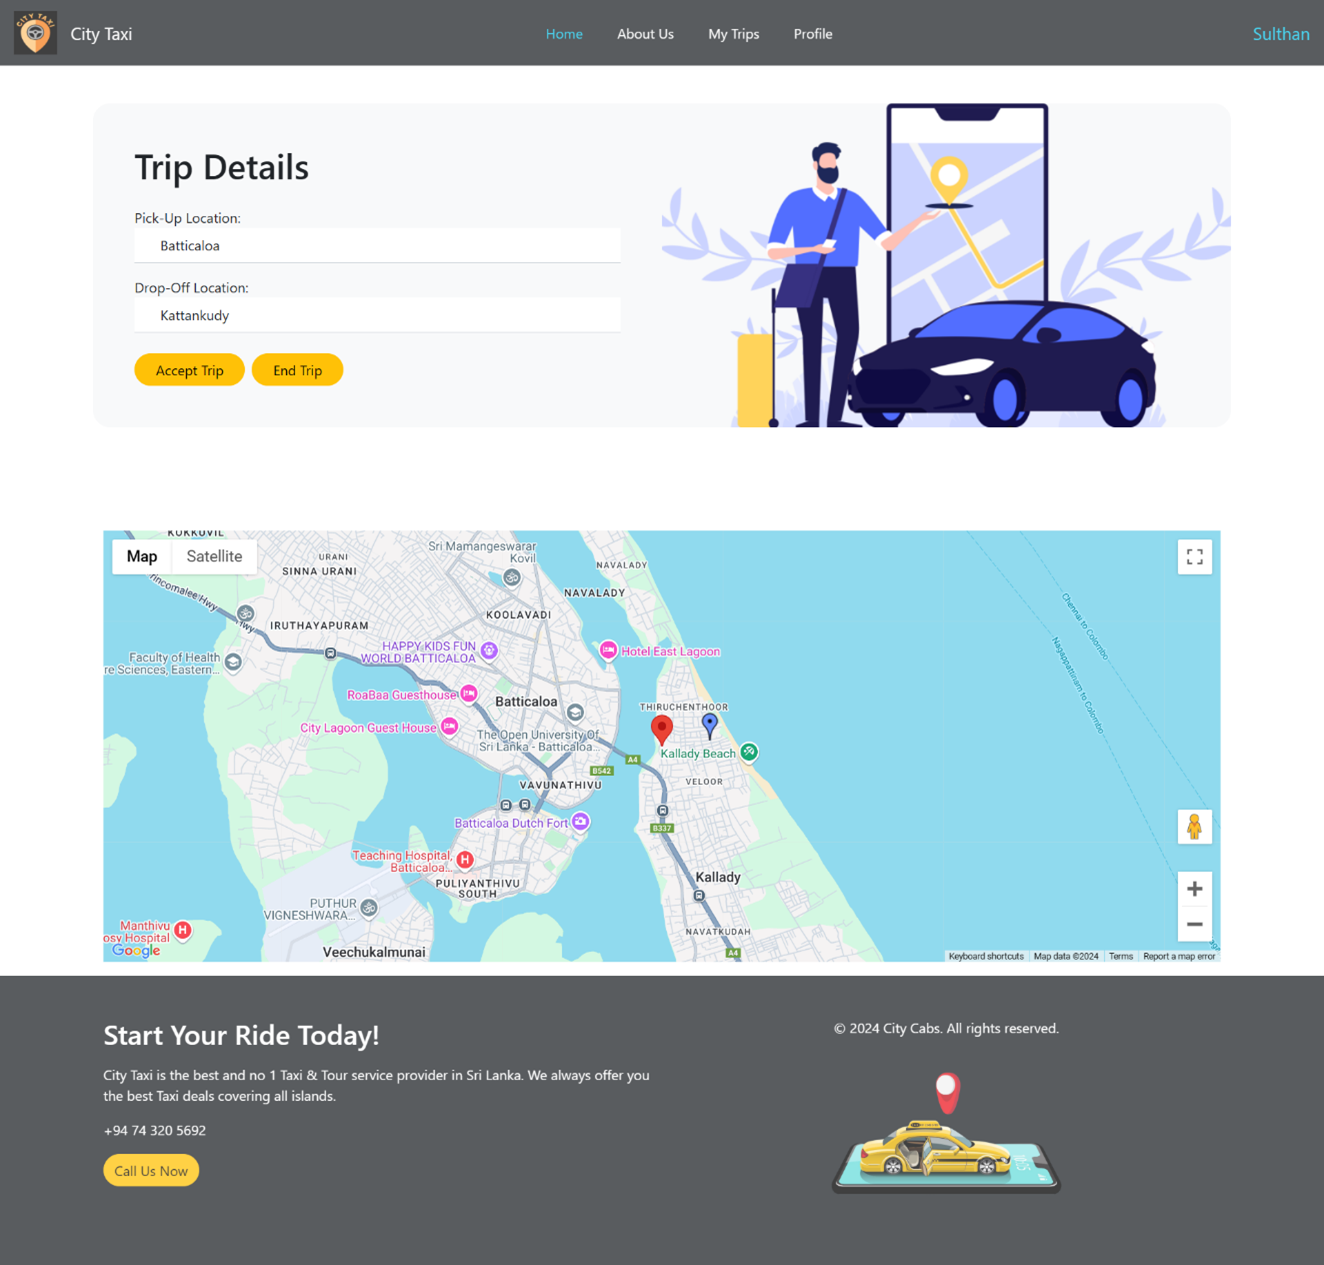 CITY TAXI
City Taxi
Home
About Us
My Trips
Profile
Sulthan
Trip Details
Pick-Up Location:
Batticaloa
Drop-Off Location:
Kattankudy
Accept Trip
End Trip
Map
Satellite
KOKKUVIL
URANI
SINNA URANI
Sri Mamangeswarar
Kovil
NAVALADY
NAVALADY
Trincomalee Hwy
Hwy
KOOLAVADI
IRUTHAYAPURAM
HAPPY KIDS FUN
WORLD BATTICALOA
Hotel East Lagoon
Faculty of Health
re Sciences, Eastern...
RoaBaa Guesthouse
Batticaloa
THIRUCHENTHOOR
City Lagoon Guest House
The Open University Of
Sri Lanka - Batticaloa...
Kallady Beach
A4
B542
VAVUNATHIVU
VELOOR
Batticaloa Dutch Fort
B337
Teaching Hospital,
Batticaloa...
PULIYANTHIVU
SOUTH
Kallady
PUTHUR
VIGNESHWARA...
Manthivu
osy Hospital
NAVATKUDAH
Veechukalmunai
A4
Chennai to Colombo
Nagappattinam to Colombo
Google
Keyboard shortcuts
Map data ©2024
Terms
Report a map error
Start Your Ride Today!
© 2024 City Cabs. All rights reserved.
City Taxi is the best and no 1 Taxi & Tour service provider in Sri Lanka. We always offer you
the best Taxi deals covering all islands.
+94 74 320 5692
Call Us Now